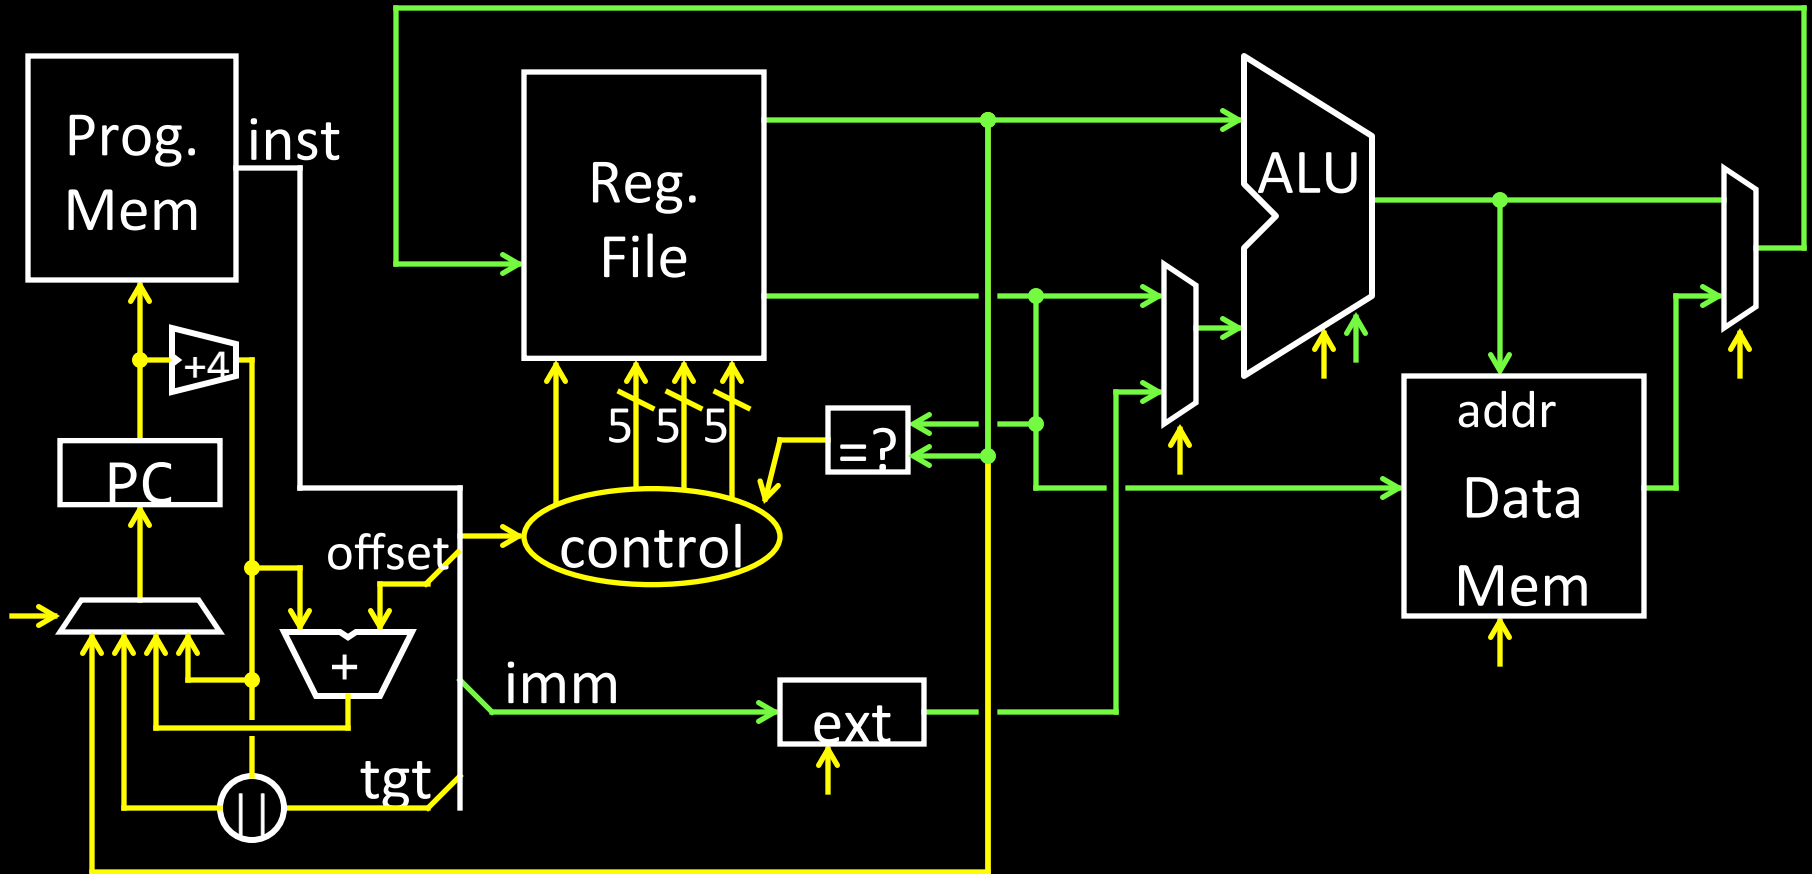 Prog.
Mem
inst
+4
PC
offset
+
tgt
||
Reg.
File
5 5 5
control
=?
imm
ext
ALU
addr
Data
Mem